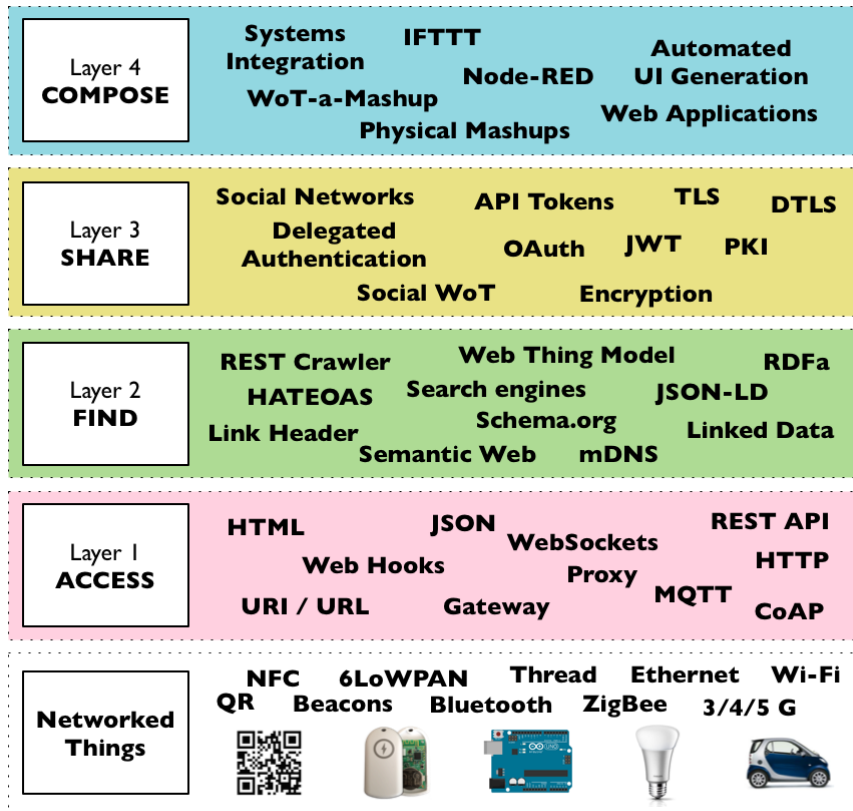 Layer 4
COMPOSE
Systems
Integration
IFTTT
Node-RED
Automated
UI Generation
WoT-a-Mashup
Web Applications
Physical Mashups
Layer 3
SHARE
Social Networks
API Tokens
TLS
DTLS
Delegated
Authentication
OAuth
JWT
PKI
Social WoT
Encryption
Layer 2
FIND
REST Crawler
Web Thing Model
RDFa
HATEOAS
Search engines
JSON-LD
Link Header
Schema.org
Linked Data
Semantic Web
mDNS
Layer 1
ACCESS
HTML
JSON
WebSockets
REST API
Web Hooks
Proxy
HTTP
URI / URL
Gateway
MQTT
CoAP
Networked
Things
NFC
6LoWPAN
Thread
Ethernet
Wi-Fi
QR
Beacons
Bluetooth
ZigBee
3/4/5 G